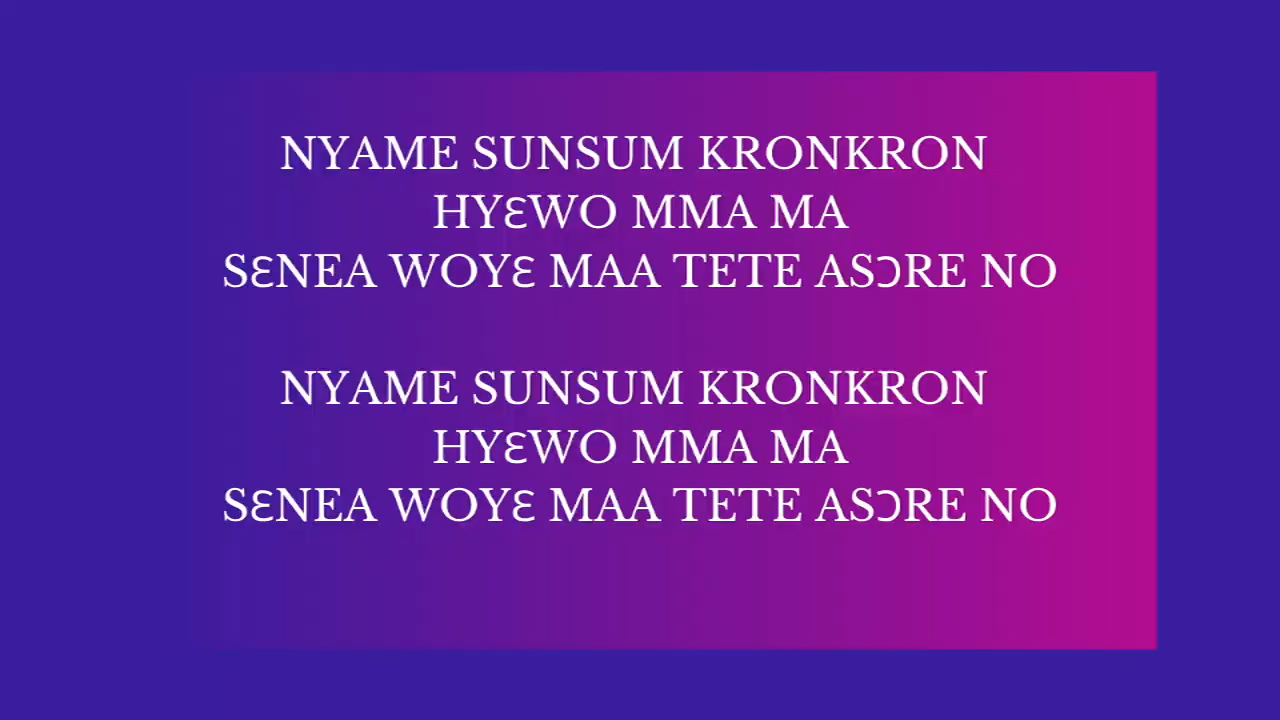 NYAME SUNSUM KRONKRON
HYƐWO MMA MA
SƐNEA WOYƐ MAA TETE ASƆRE NO
NYAME SUNSUM KRONKRON
HYƐWO MMA MA
SƐNEA WOYƐ MAA TETE ASƆRE NO